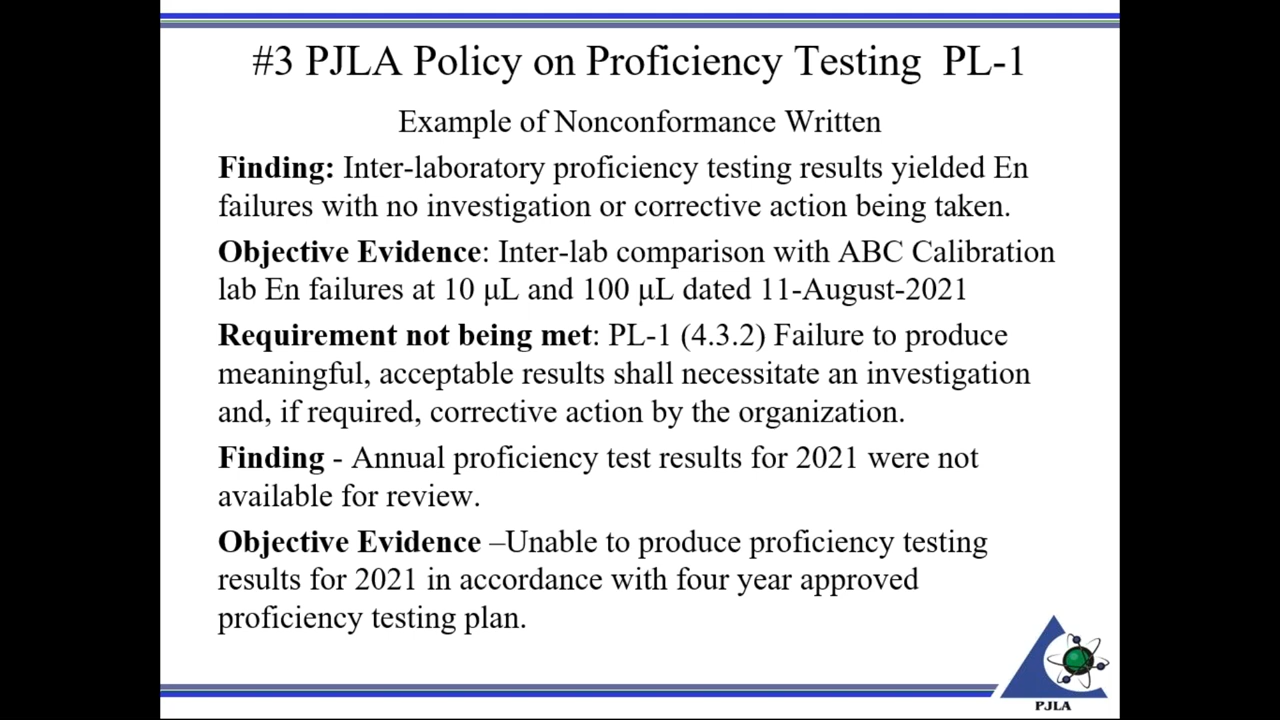 #3 PJLA Policy on Proficiency Testing PL-1
Example of Nonconformance Written
Finding: Inter-laboratory proficiency testing results yielded En
failures with no investigation or corrective action being taken.
Objective Evidence: Inter-lab comparison with ABC Calibration
lab En failures at 10 μL and 100 μL dated 11-August-2021
Requirement not being met: PL-1 (4.3.2) Failure to produce
meaningful, acceptable results shall necessitate an investigation
and, if required, corrective action by the organization.
Finding - Annual proficiency test results for 2021 were not
available for review.
Objective Evidence –Unable to produce proficiency testing
results for 2021 in accordance with four year approved
proficiency testing plan.
PJLA